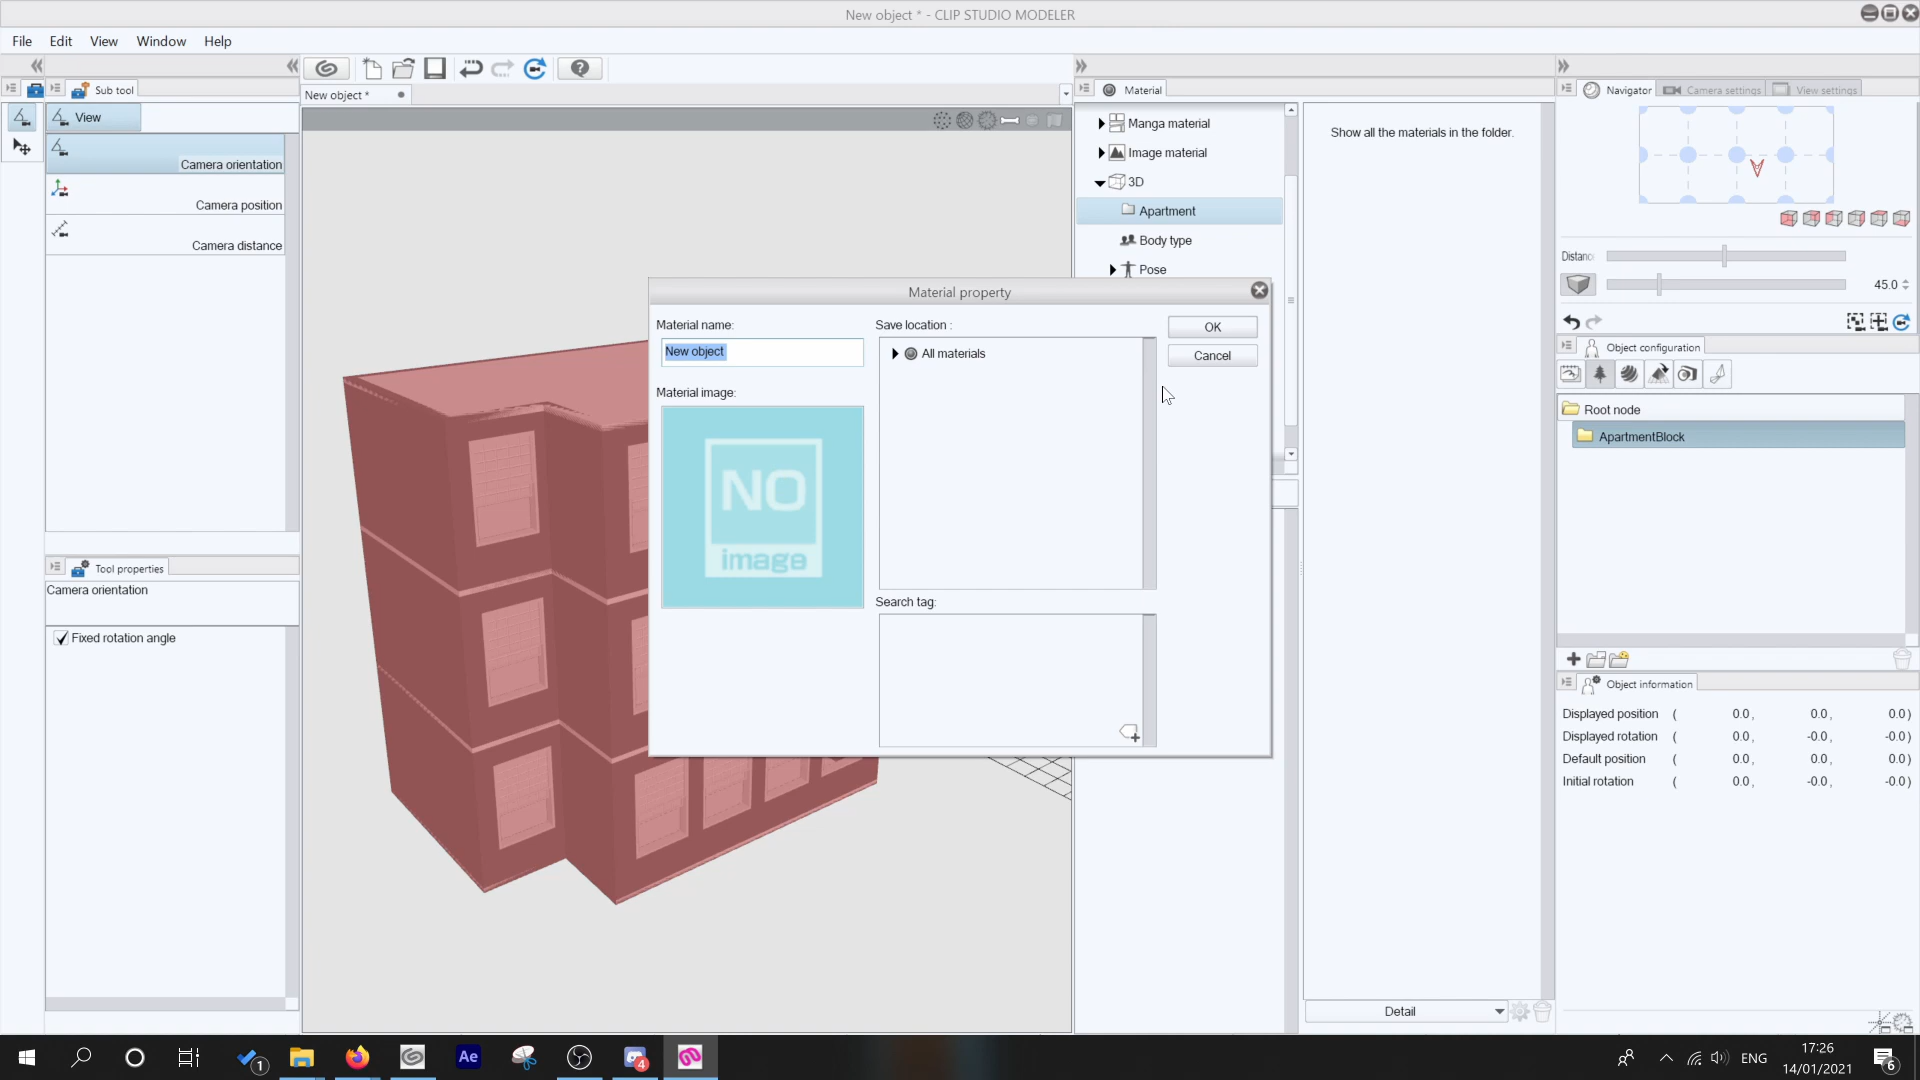 New object * - CLIP STUDIO MODELER
File Edit View Window Help
Sub tool
New object *
Material
Navigator Camera settings View settings
View
Camera orientation
Camera position
Camera distance
Manga material
Image material
3D
Apartment
Body type
Pose
Show all the materials in the folder.
Distanc
45.0
Material property
Material name:
New object
Material image:
NO
image
Save location :
All materials
Search tag:
OK
Cancel
Object configuration
Root node
ApartmentBlock
Tool properties
Camera orientation
Fixed rotation angle
Object information
Displayed position ( 0.0 , 0.0 , 0.0 )
Displayed rotation ( 0.0 , -0.0 , -0.0 )
Default position ( 0.0 , 0.0 , 0.0 )
Initial rotation ( 0.0 , -0.0 , -0.0 )
Detail
1
Ae
4
ENG
17:26
14/01/2021
6